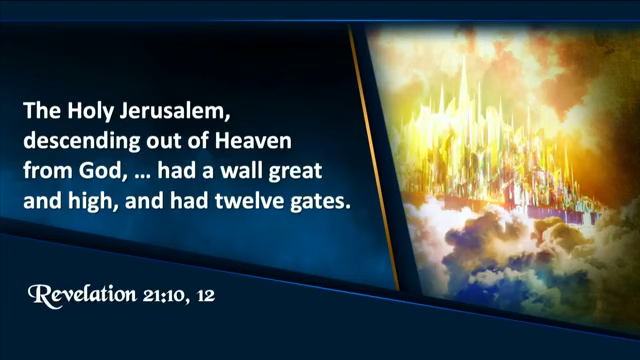 The Holy Jerusalem,
descending out of Heaven
from God, ... had a wall great
and high, and had twelve gates.
Revelation 21:10, 12